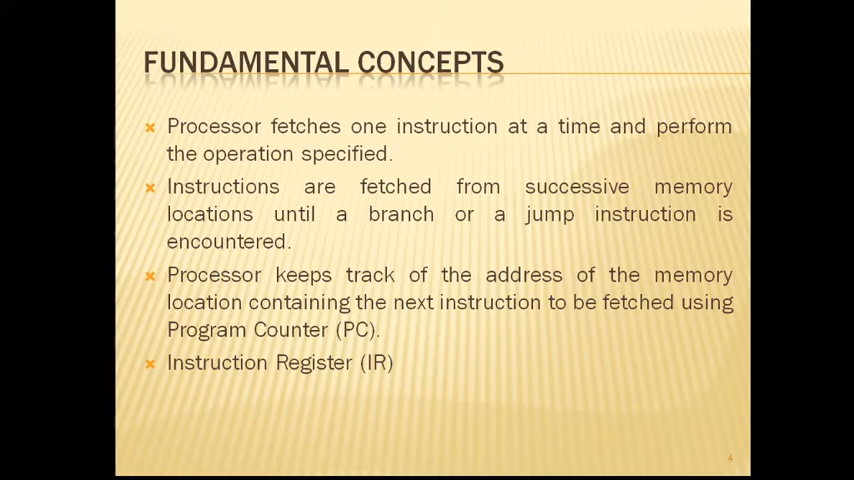 FUNDAMENTAL CONCEPTS
Processor fetches one instruction at a time and perform
the operation specified.
Instructions are fetched from successive memory
locations until a branch or a jump instruction is
encountered.
Processor keeps track of the address of the memory
location containing the next instruction to be fetched using
Program Counter (PC).
Instruction Register (IR)
4